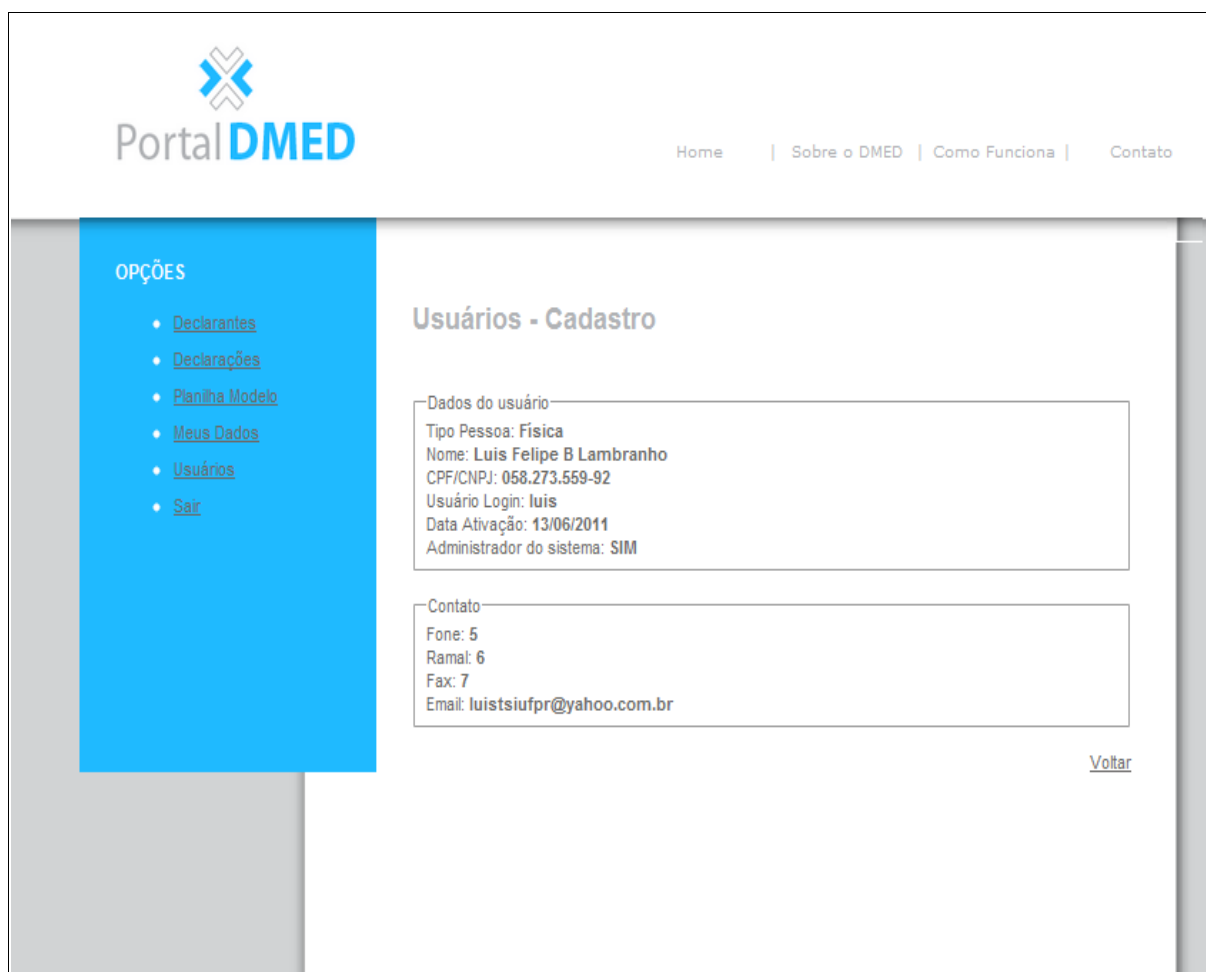 Portal DMED
Home | Sobre o DMED | Como Funciona | Contato
OPÇÕES
Declarantes
Declarações
Planilha Modelo
Meus Dados
Usuários
Sair
Usuários - Cadastro
Dados do usuário
Tipo Pessoa: Física
Nome: Luis Felipe B Lambranho
CPF/CNPJ: 058.273.559-92
Usuário Login: luis
Data Ativação: 13/06/2011
Administrador do sistema: SIM
Contato
Fone: 5
Ramal: 6
Fax: 7
Email: luistsiufpr@yahoo.com.br
Voltar